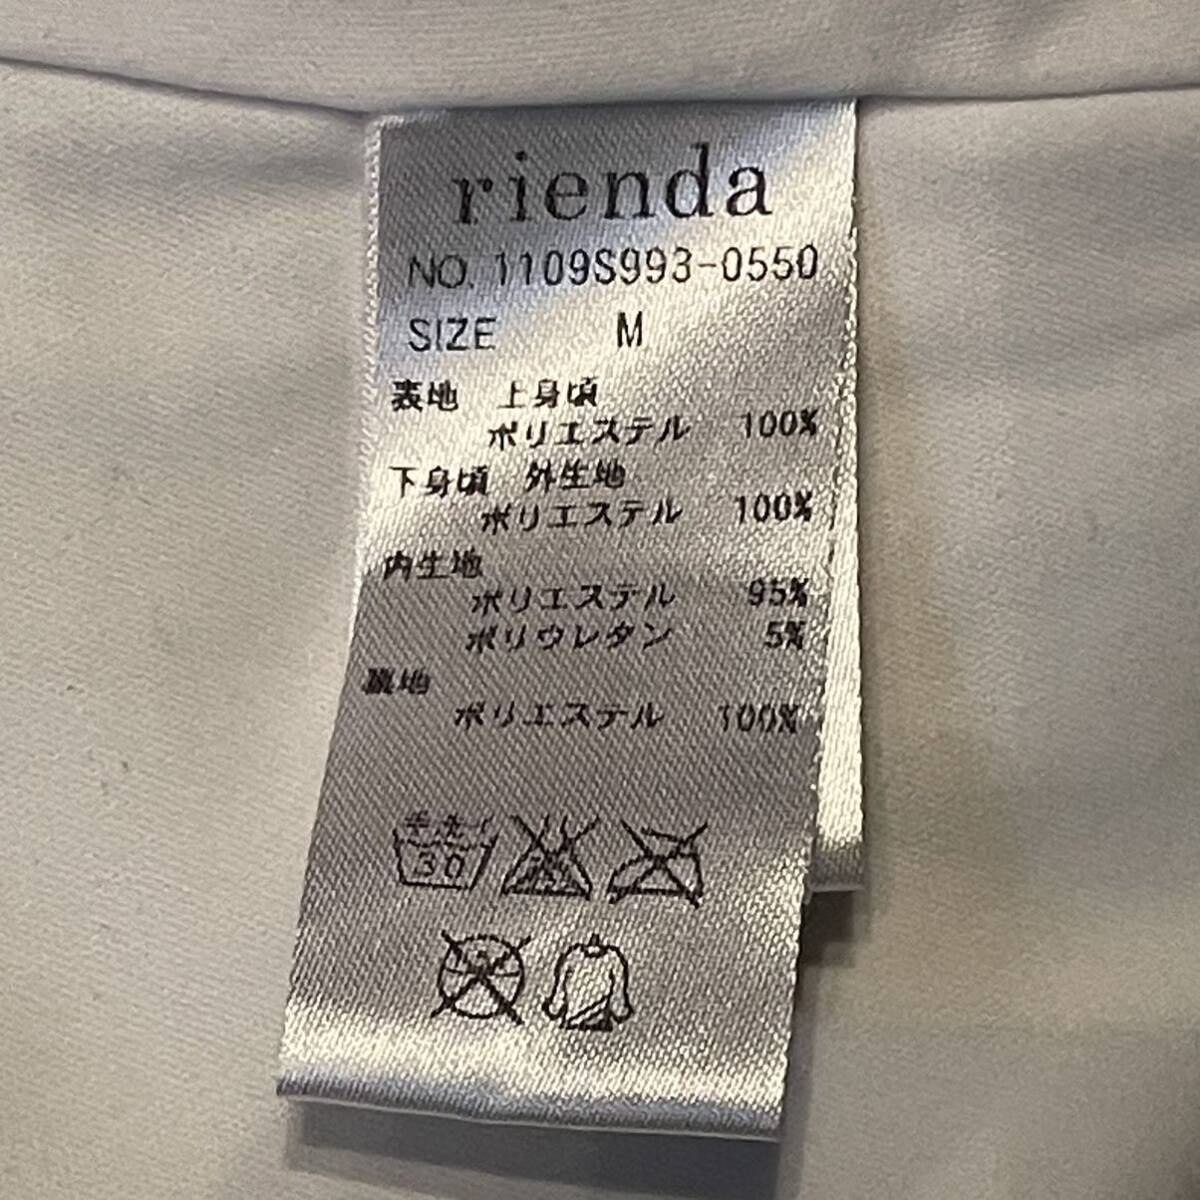 rienda
NO. 1109S993-0550
SIZE M
表地 上身頃
ポリエステル 100%
下身頃 外生地
ポリエステル 100%
内生地
ポリエステル 95%
ポリウレタン 5%
裏地
ポリエステル 100%
手洗イ
30